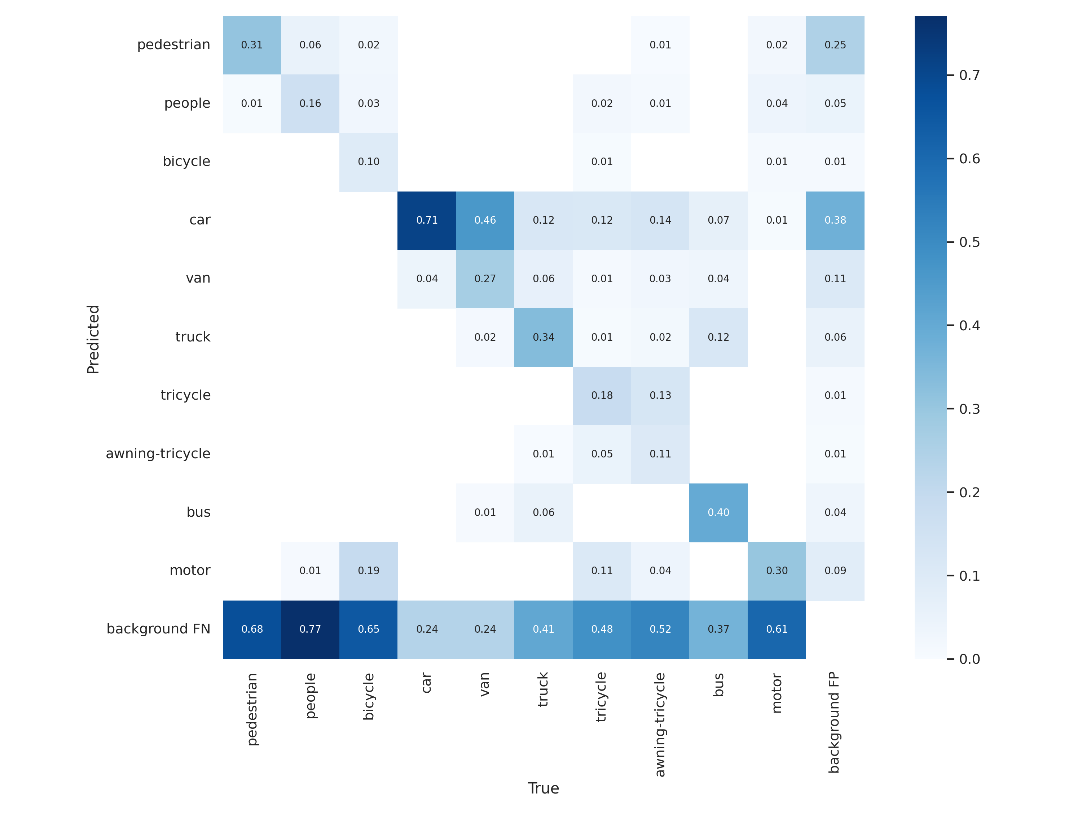 pedestrian 0.31 0.06 0.02 0.01 0.02 0.25
people 0.01 0.16 0.03 0.02 0.01 0.04 0.05
bicycle 0.10 0.01 0.01 0.01
car 0.71 0.46 0.12 0.12 0.14 0.07 0.01 0.38
van 0.04 0.27 0.06 0.01 0.03 0.04 0.11
truck 0.02 0.34 0.01 0.02 0.12 0.06
tricycle 0.18 0.13 0.01
awning-tricycle 0.01 0.05 0.11 0.01
bus 0.01 0.06 0.40 0.04
motor 0.01 0.19 0.11 0.04 0.30 0.09
background FN 0.68 0.77 0.65 0.24 0.24 0.41 0.48 0.52 0.37 0.61
Predicted
pedestrian
people
bicycle
car
van
truck
tricycle
awning-tricycle
bus
motor
background FP
True
0.7
0.6
0.5
0.4
0.3
0.2
0.1
0.0